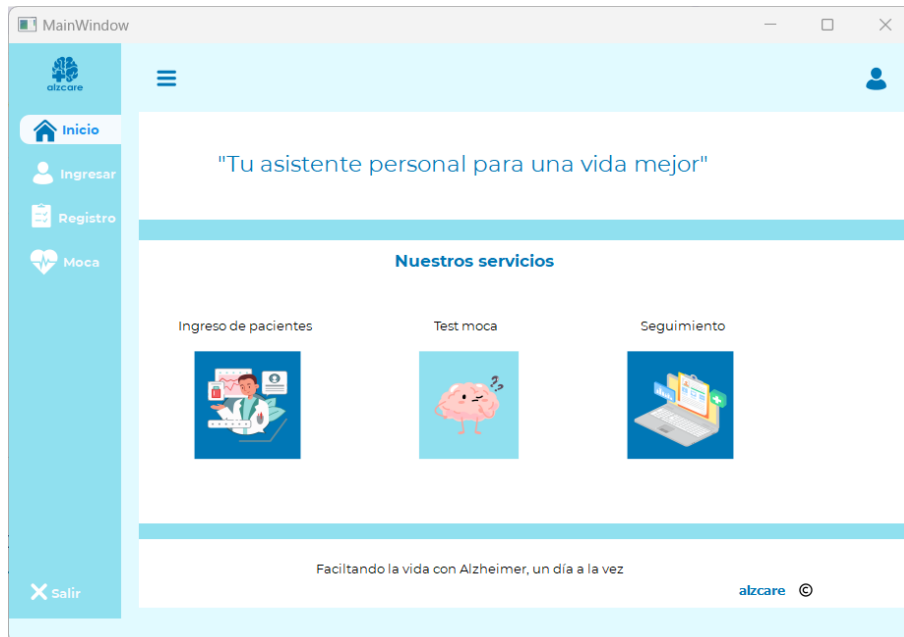 MainWindow
alzcare
Inicio
Ingresar
Registro
Moca
Salir
"Tu asistente personal para una vida mejor"
Nuestros servicios
Ingreso de pacientes
Test moca
Seguimiento
??
Faciltando la vida con Alzheimer, un día a la vez
alzcare ©